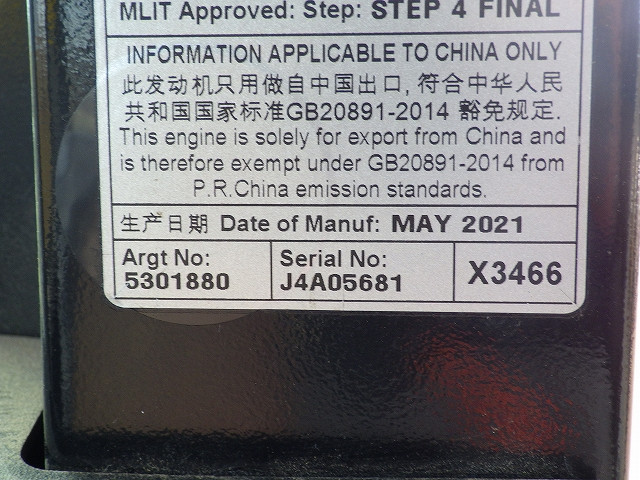 MLIT Approved: Step: STEP 4 FINAL
INFORMATION APPLICABLE TO CHINA ONLY
此发动机只用做自中国出口, 符合中华人民
共和国国家标准GB20891-2014 豁免规定.
This engine is solely for export from China and
is therefore exempt under GB20891-2014 from
P.R.China emission standards.
生产日期 Date of Manuf: MAY 2021
Argt No: Serial No:
5301880 J4A05681 X3466